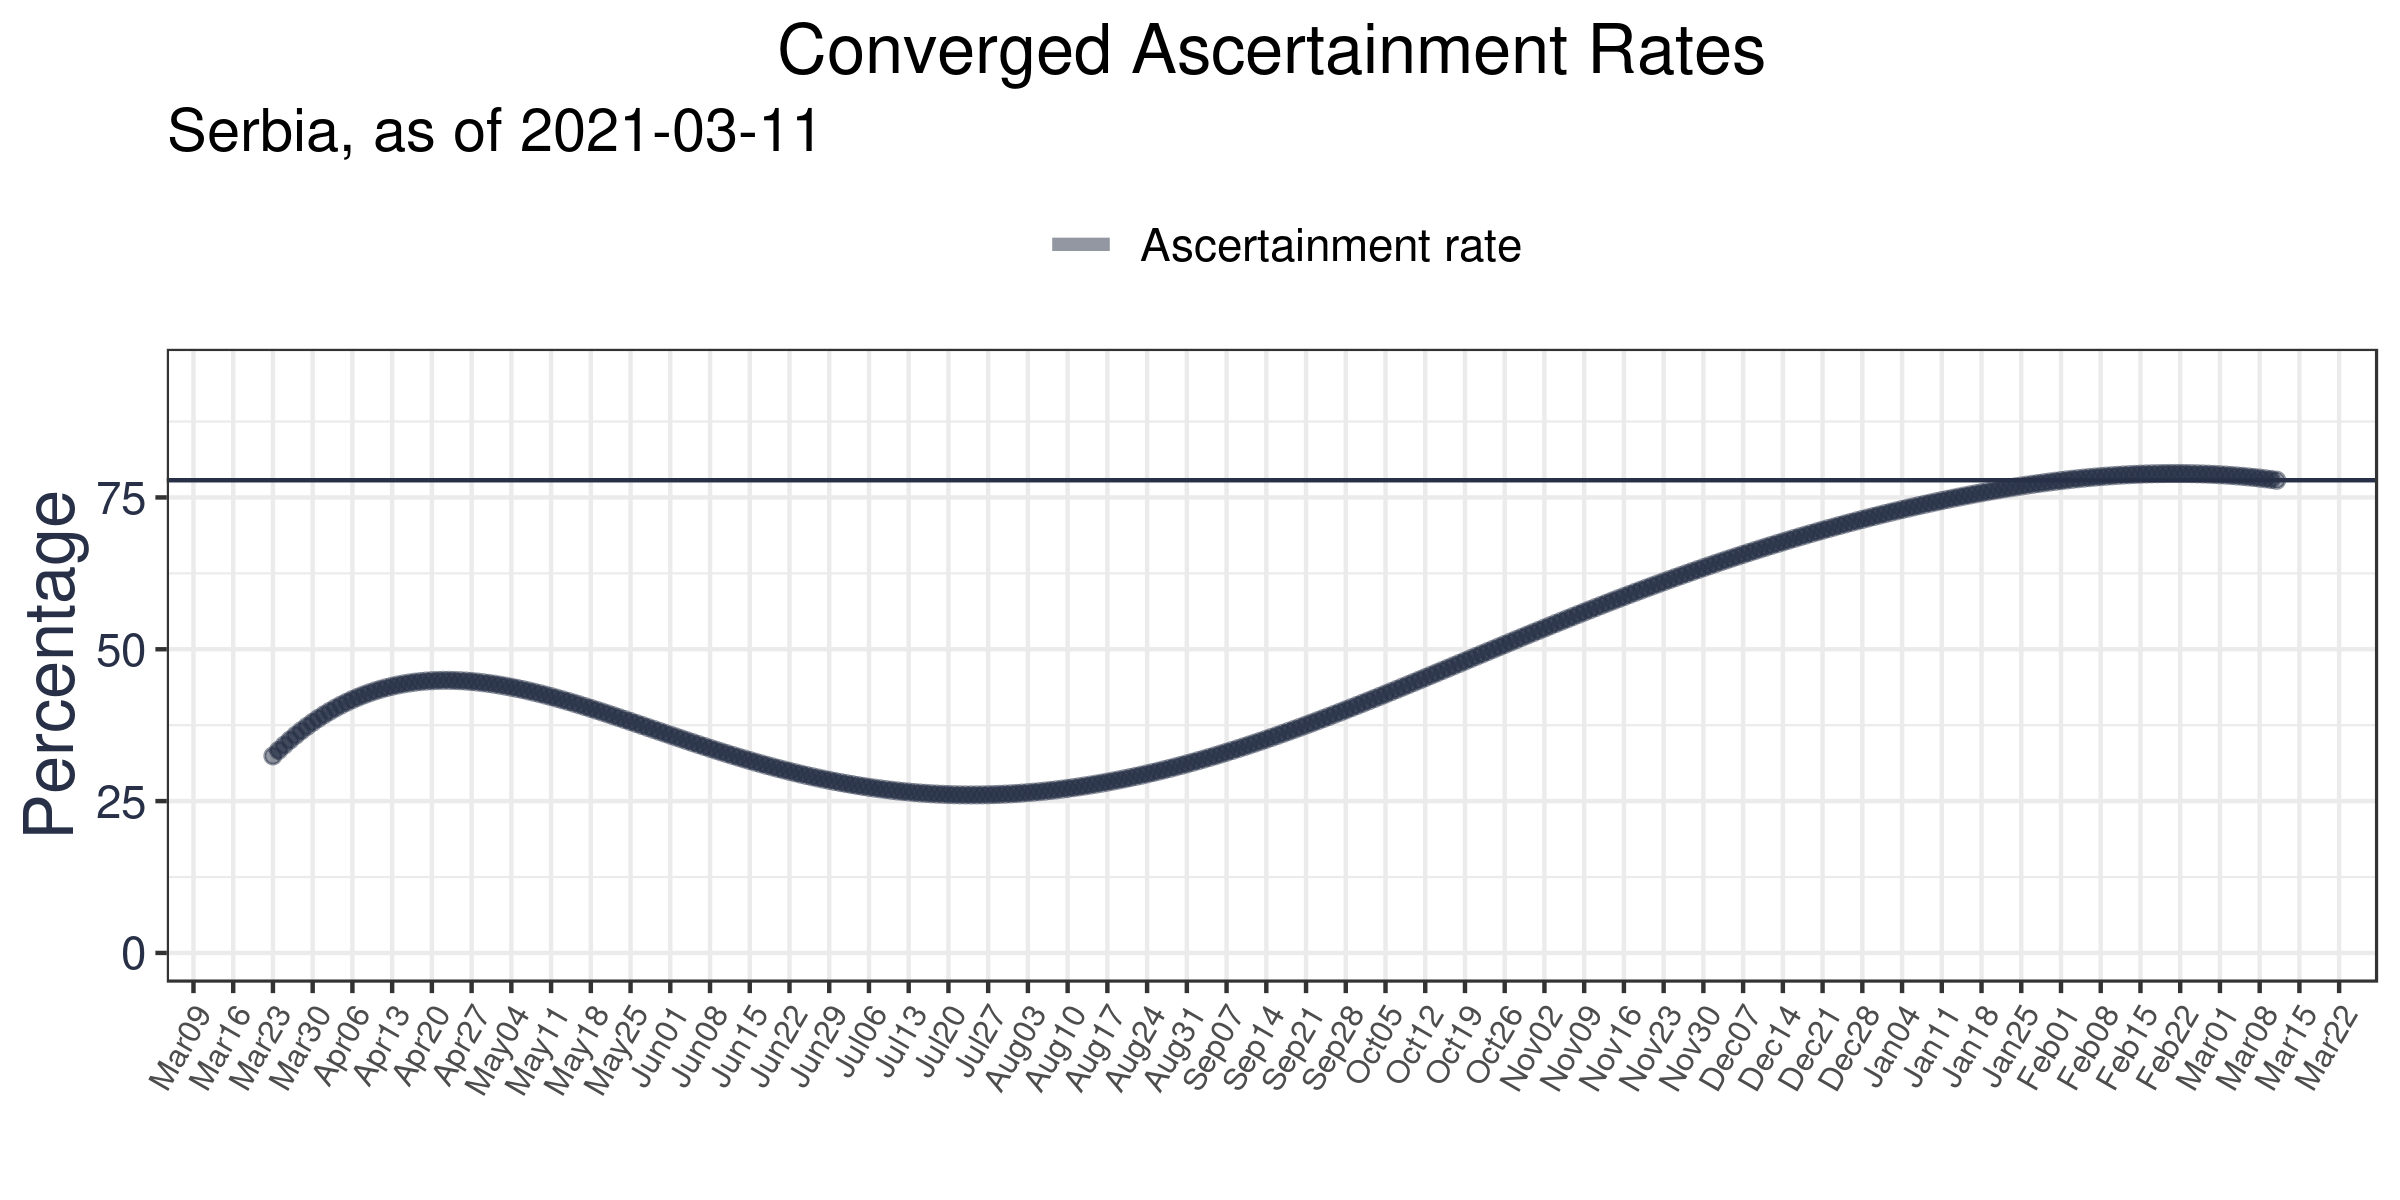 Converged Ascertainment Rates
Serbia, as of 2021-03-11
Ascertainment rate
Percentage
75
50
25
0
Mar09 Mar16 Mar23 Mar30 Apr06 Apr13 Apr20 Apr27 May04 May11 May18 May25 Jun01 Jun08 Jun15 Jun22 Jun29 Jul06 Jul13 Jul20 Jul27 Aug03 Aug10 Aug17 Aug24 Aug31 Sep07 Sep14 Sep21 Sep28 Oct05 Oct12 Oct19 Oct26 Nov02 Nov09 Nov16 Nov23 Nov30 Dec07 Dec14 Dec21 Dec28 Jan04 Jan11 Jan18 Jan25 Feb01 Feb08 Feb15 Feb22 Mar01 Mar08 Mar15 Mar22